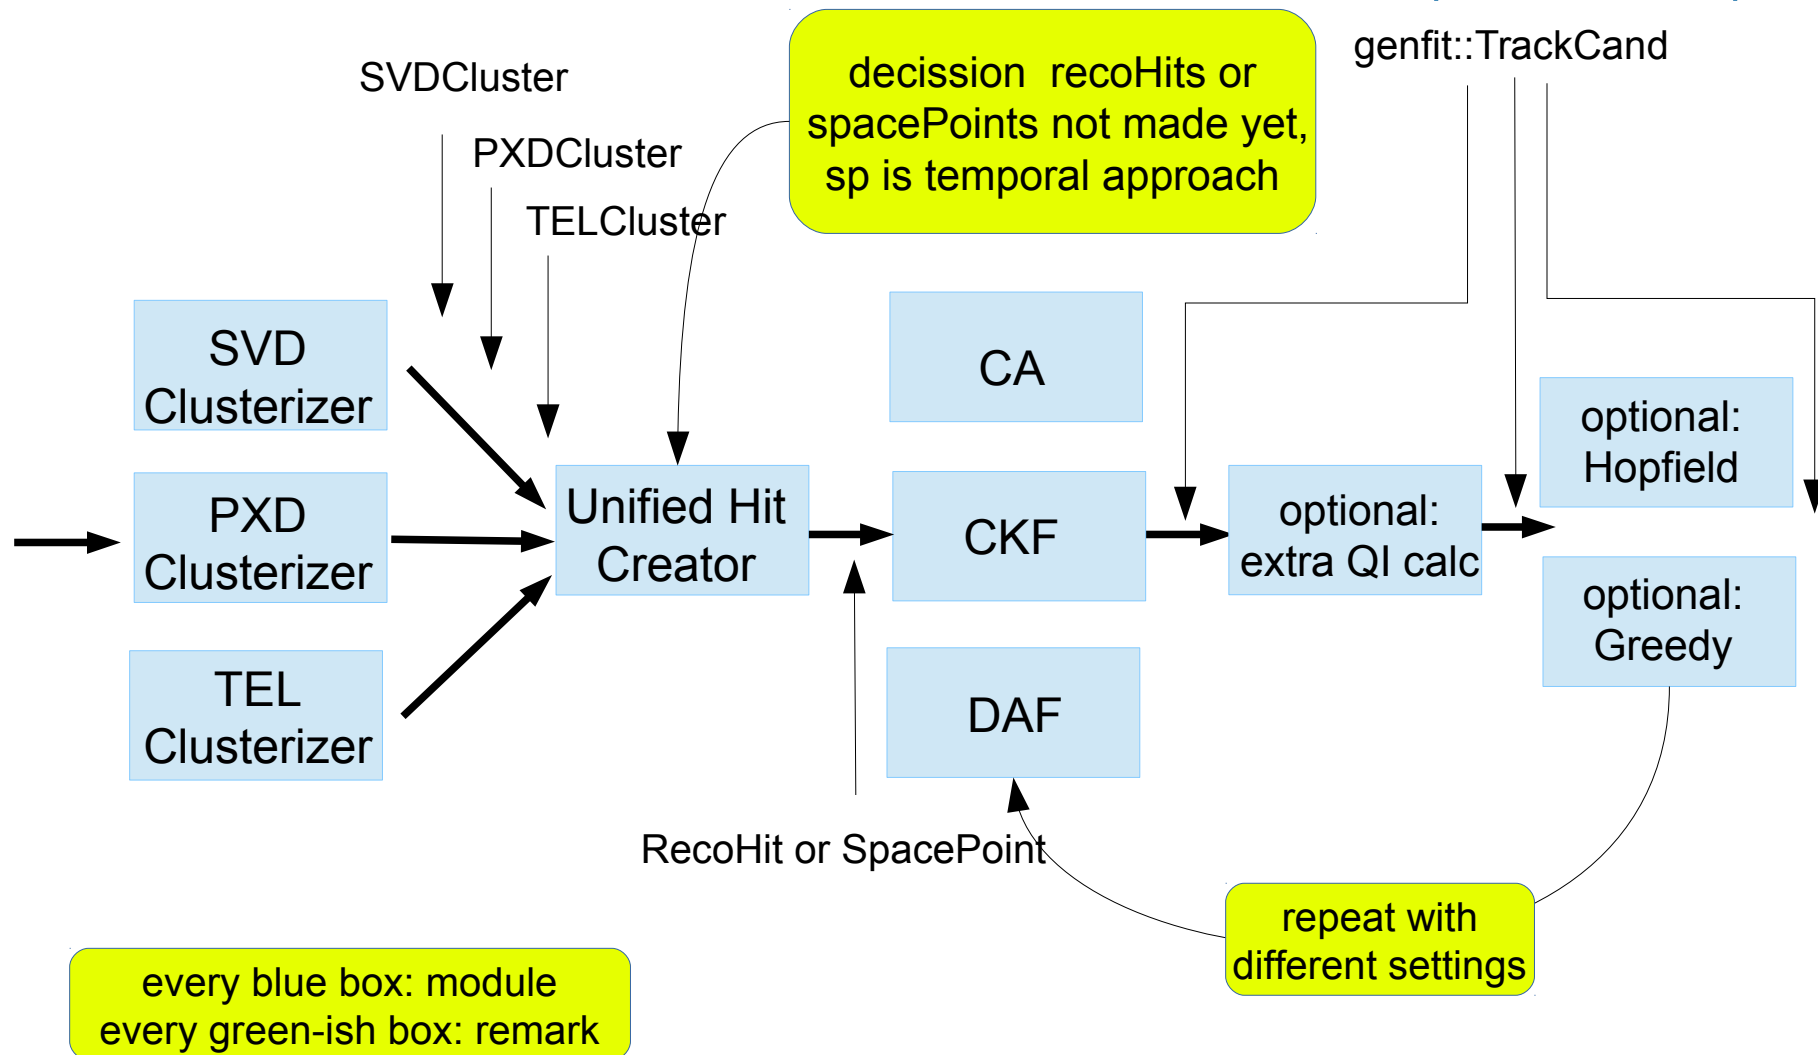 genfit::TrackCand
SVDCluster
PXDCluster
TELCluster
decission recoHits or
spacePoints not made yet,
sp is temporal approach
SVD
Clusterizer
PXD
Clusterizer
TEL
Clusterizer
Unified Hit
Creator
CA
CKF
DAF
optional:
extra QI calc
optional:
Hopfield
optional:
Greedy
RecoHit or SpacePoint
repeat with
different settings
every blue box: module
every green-ish box: remark